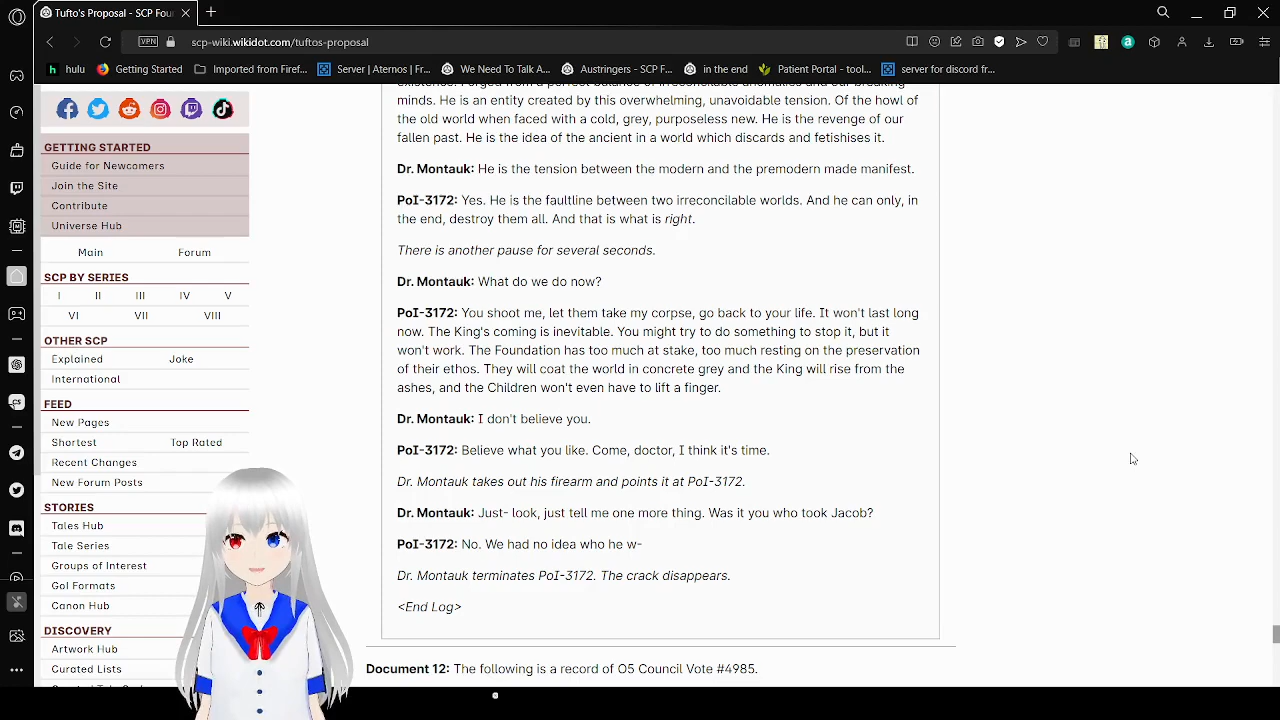 Tuftos's Proposal - SCP Four
scp-wiki.wikidot.com/tuftos-proposal
VPN
hulu
Getting Started
Imported from Firef...
Server | Aternos | Fr...
We Need To Talk A...
Austringers - SCP F...
in the end
Patient Portal - tool...
server for discord fr...
GETTING STARTED
Guide for Newcomers
Join the Site
Contribute
Universe Hub
Main Forum
SCP BY SERIES
I II III IV V
VI VII VIII
OTHER SCP
Explained Joke
International
FEED
New Pages
Shortest Top Rated
Recent Changes
New Forum Posts
STORIES
Tales Hub
Tale Series
Groups of Interest
GoI Formats
Canon Hub
DISCOVERY
Artwork Hub
Curated Lists
minds. He is an entity created by this overwhelming, unavoidable tension. Of the howl of
the old world when faced with a cold, grey, purposeless new. He is the revenge of our
fallen past. He is the idea of the ancient in a world which discards and fetishises it.
Dr. Montauk: He is the tension between the modern and the premodern made manifest.
PoI-3172: Yes. He is the faultline between two irreconcilable worlds. And he can only, in
the end, destroy them all. And that is what is right.
There is another pause for several seconds.
Dr. Montauk: What do we do now?
PoI-3172: You shoot me, let them take my corpse, go back to your life. It won't last long
now. The King's coming is inevitable. You might try to do something to stop it, but it
won't work. The Foundation has too much at stake, too much resting on the preservation
of their ethos. They will coat the world in concrete grey and the King will rise from the
ashes, and the Children won't even have to lift a finger.
Dr. Montauk: I don't believe you.
PoI-3172: Believe what you like. Come, doctor, I think it's time.
Dr. Montauk takes out his firearm and points it at PoI-3172.
Dr. Montauk: Just- look, just tell me one more thing. Was it you who took Jacob?
PoI-3172: No. We had no idea who he w-
Dr. Montauk terminates PoI-3172. The crack disappears.
<End Log>
Document 12: The following is a record of O5 Council Vote #4985.